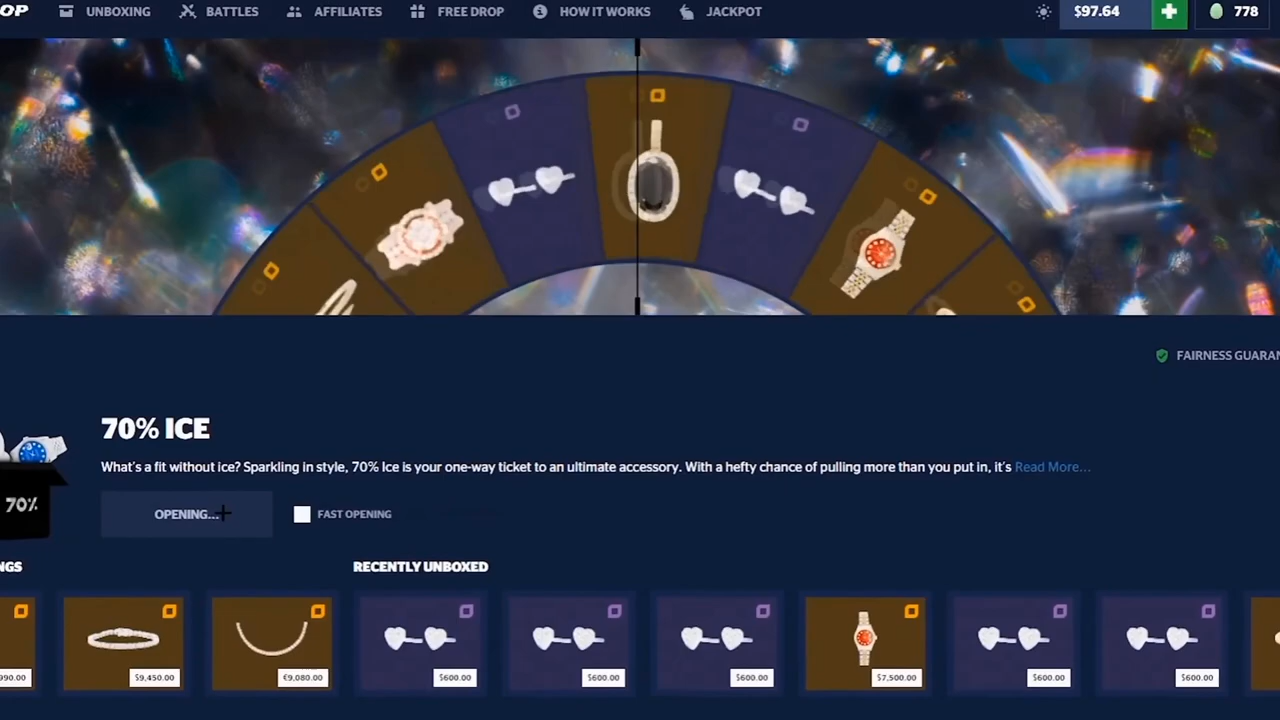 OP UNBOXING BATTLES AFFILIATES FREE DROP HOW IT WORKS JACKPOT $97.64 778
FAIRNESS GUARAN
70% ICE
What's a fit without ice? Sparkling in style, 70% Ice is your one-way ticket to an ultimate accessory. With a hefty chance of pulling more than you put in, it's Read More...
70%
OPENING... FAST OPENING
NGS RECENTLY UNBOXED
990.00 $9,450.00 €9,080.00 $600.00 $600.00 $600.00 $7,500.00 $600.00 $600.00